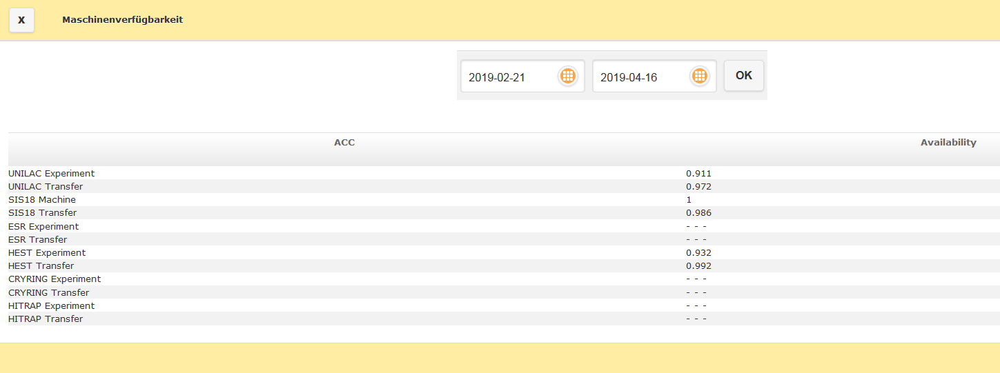 X Maschinenverfügbarkeit
2019-02-21 2019-04-16 OK
ACC Availability
UNILAC Experiment 0.911
UNILAC Transfer 0.972
SIS18 Machine 1
SIS18 Transfer 0.986
ESR Experiment - - -
ESR Transfer - - -
HEST Experiment 0.932
HEST Transfer 0.992
CRYRING Experiment - - -
CRYRING Transfer - - -
HITRAP Experiment - - -
HITRAP Transfer - - -